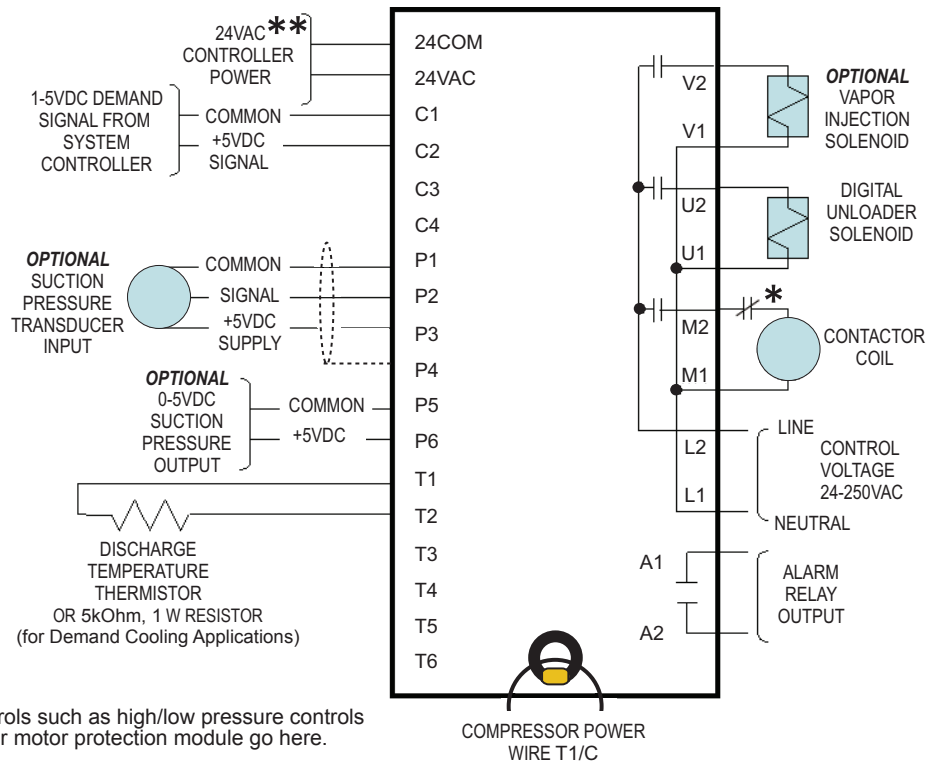 24VAC**
CONTROLLER
POWER
1-5VDC DEMAND
SIGNAL FROM
SYSTEM
CONTROLLER
COMMON
+5VDC
SIGNAL
OPTIONAL
SUCTION
PRESSURE
TRANSDUCER
INPUT
COMMON
SIGNAL
+5VDC
SUPPLY
OPTIONAL
0-5VDC
SUCTION
PRESSURE
OUTPUT
COMMON
+5VDC
DISCHARGE
TEMPERATURE
THERMISTOR
OR 5kOhm, 1 W RESISTOR
(for Demand Cooling Applications)
24COM
24VAC
C1
C2
C3
C4
P1
P2
P3
P4
P5
P6
T1
T2
T3
T4
T5
T6
V2
V1
U2
U1
M2
M1
L2
L1
A1
A2
OPTIONAL
VAPOR
INJECTION
SOLENOID
DIGITAL
UNLOADER
SOLENOID
*
CONTACTOR
COIL
LINE
CONTROL
VOLTAGE
24-250VAC
NEUTRAL
ALARM
RELAY
OUTPUT
COMPRESSOR POWER
WIRE T1/C
rols such as high/low pressure controls
r motor protection module go here.